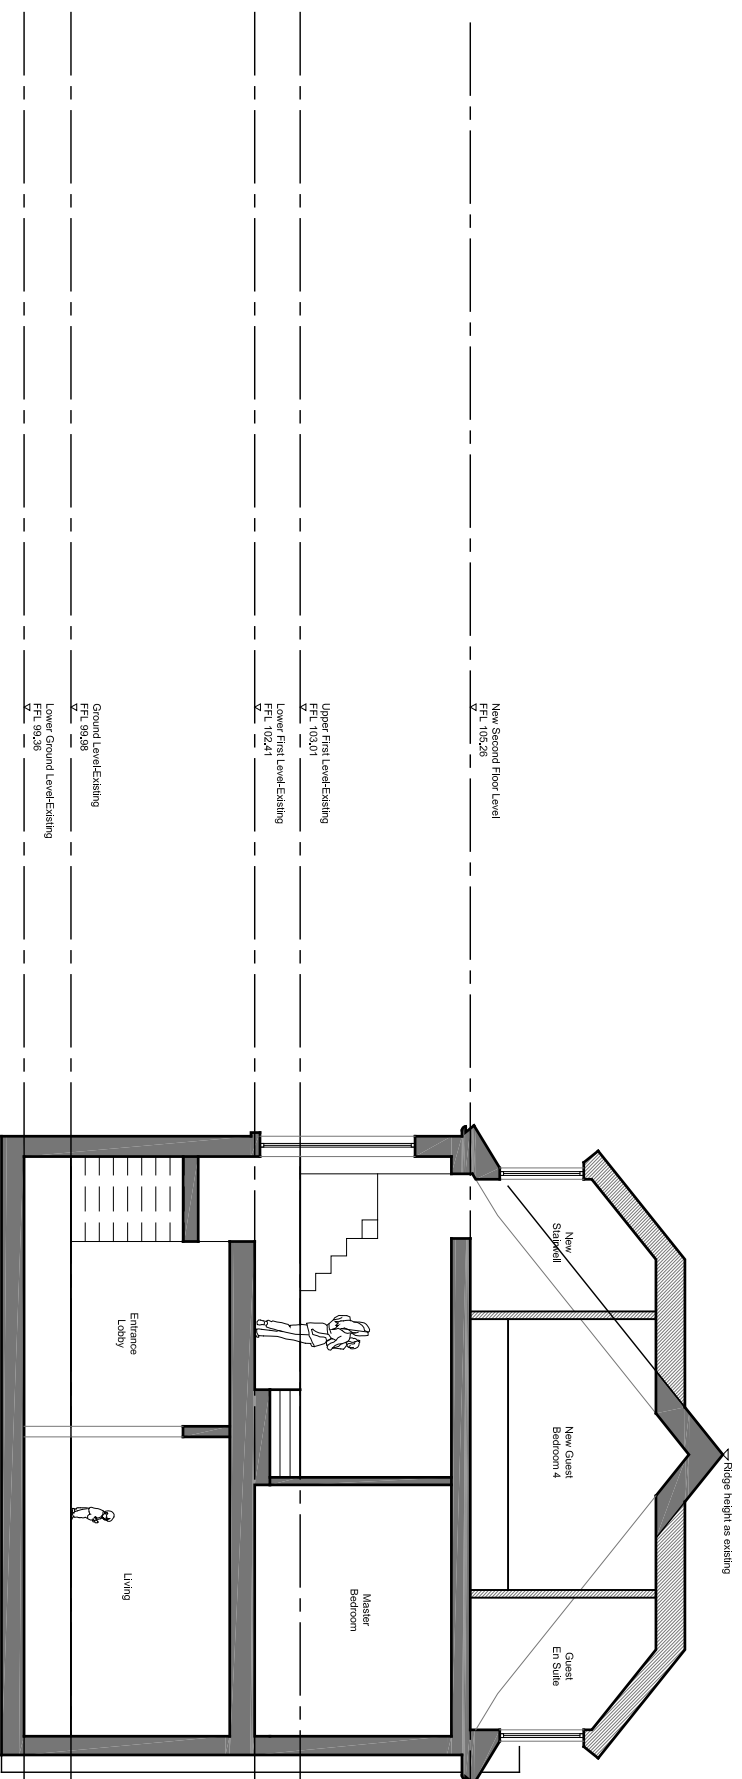 Ridge height as existing
New
Stairwell
New Guest
Bedroom 4
Guest
En Suite
New Second Floor Level
FFL 105.26
Master
Bedroom
Upper First Level-Existing
FFL 103.01
Lower First Level-Existing
FFL 102.41
Entrance
Lobby
Living
Ground Level-Existing
FFL 99.98
Lower Ground Level-Existing
FFL 99.36